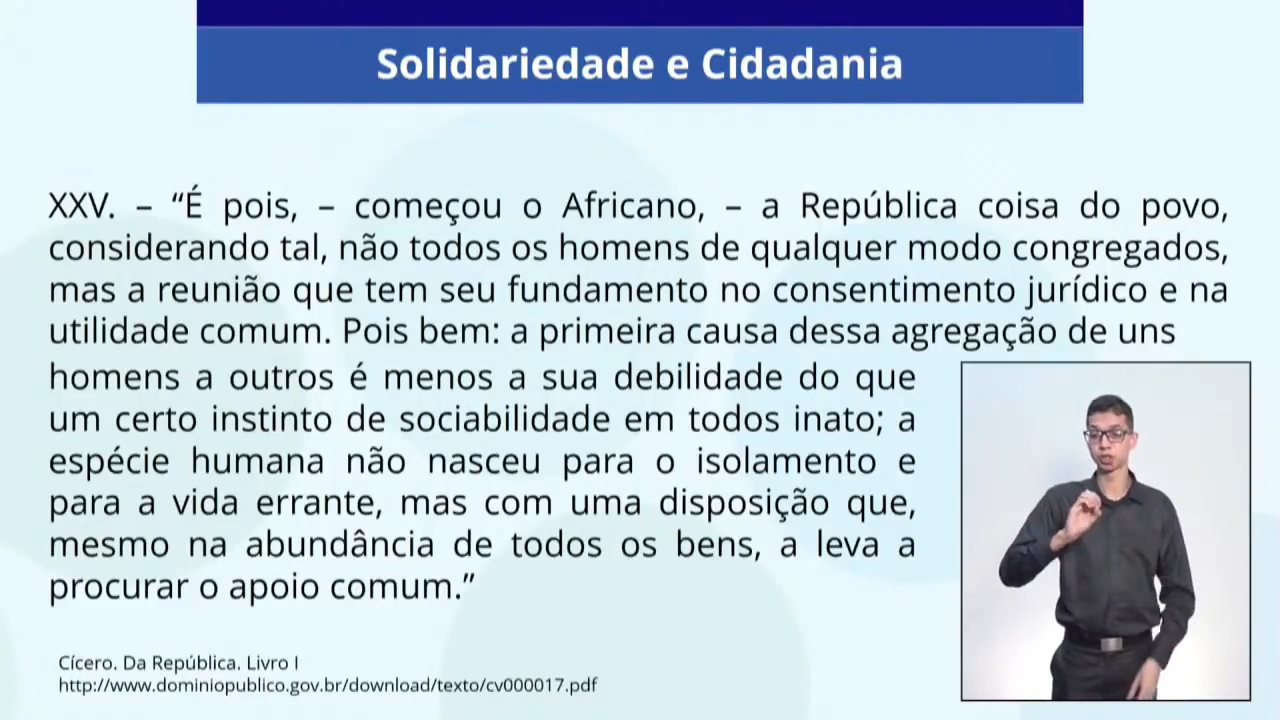 Solidariedade e Cidadania
XXV. – “É pois, – começou o Africano, – a República coisa do povo,
considerando tal, não todos os homens de qualquer modo congregados,
mas a reunião que tem seu fundamento no consentimento jurídico e na
utilidade comum. Pois bem: a primeira causa dessa agregação de uns
homens a outros é menos a sua debilidade do que
um certo instinto de sociabilidade em todos inato; a
espécie humana não nasceu para o isolamento e
para a vida errante, mas com uma disposição que,
mesmo na abundância de todos os bens, a leva a
procurar o apoio comum.”
Cícero. Da República. Livro I
http://www.dominiopublico.gov.br/download/texto/cv000017.pdf